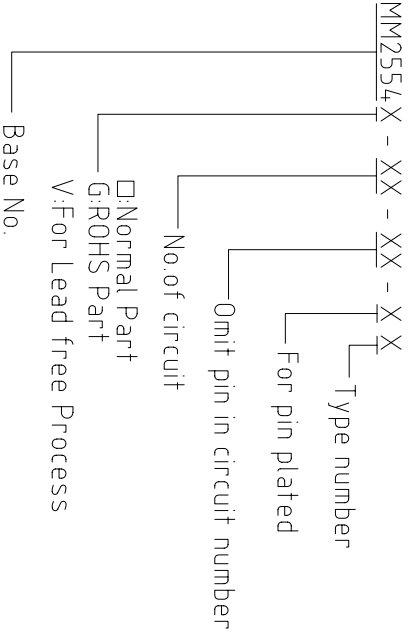 MM2554X - XX - XX - X X
Type number
For pin plated
Omit pin in circuit number
No.of circuit
□:Normal Part
G:ROHS Part
V:For Lead free Process
Base No.